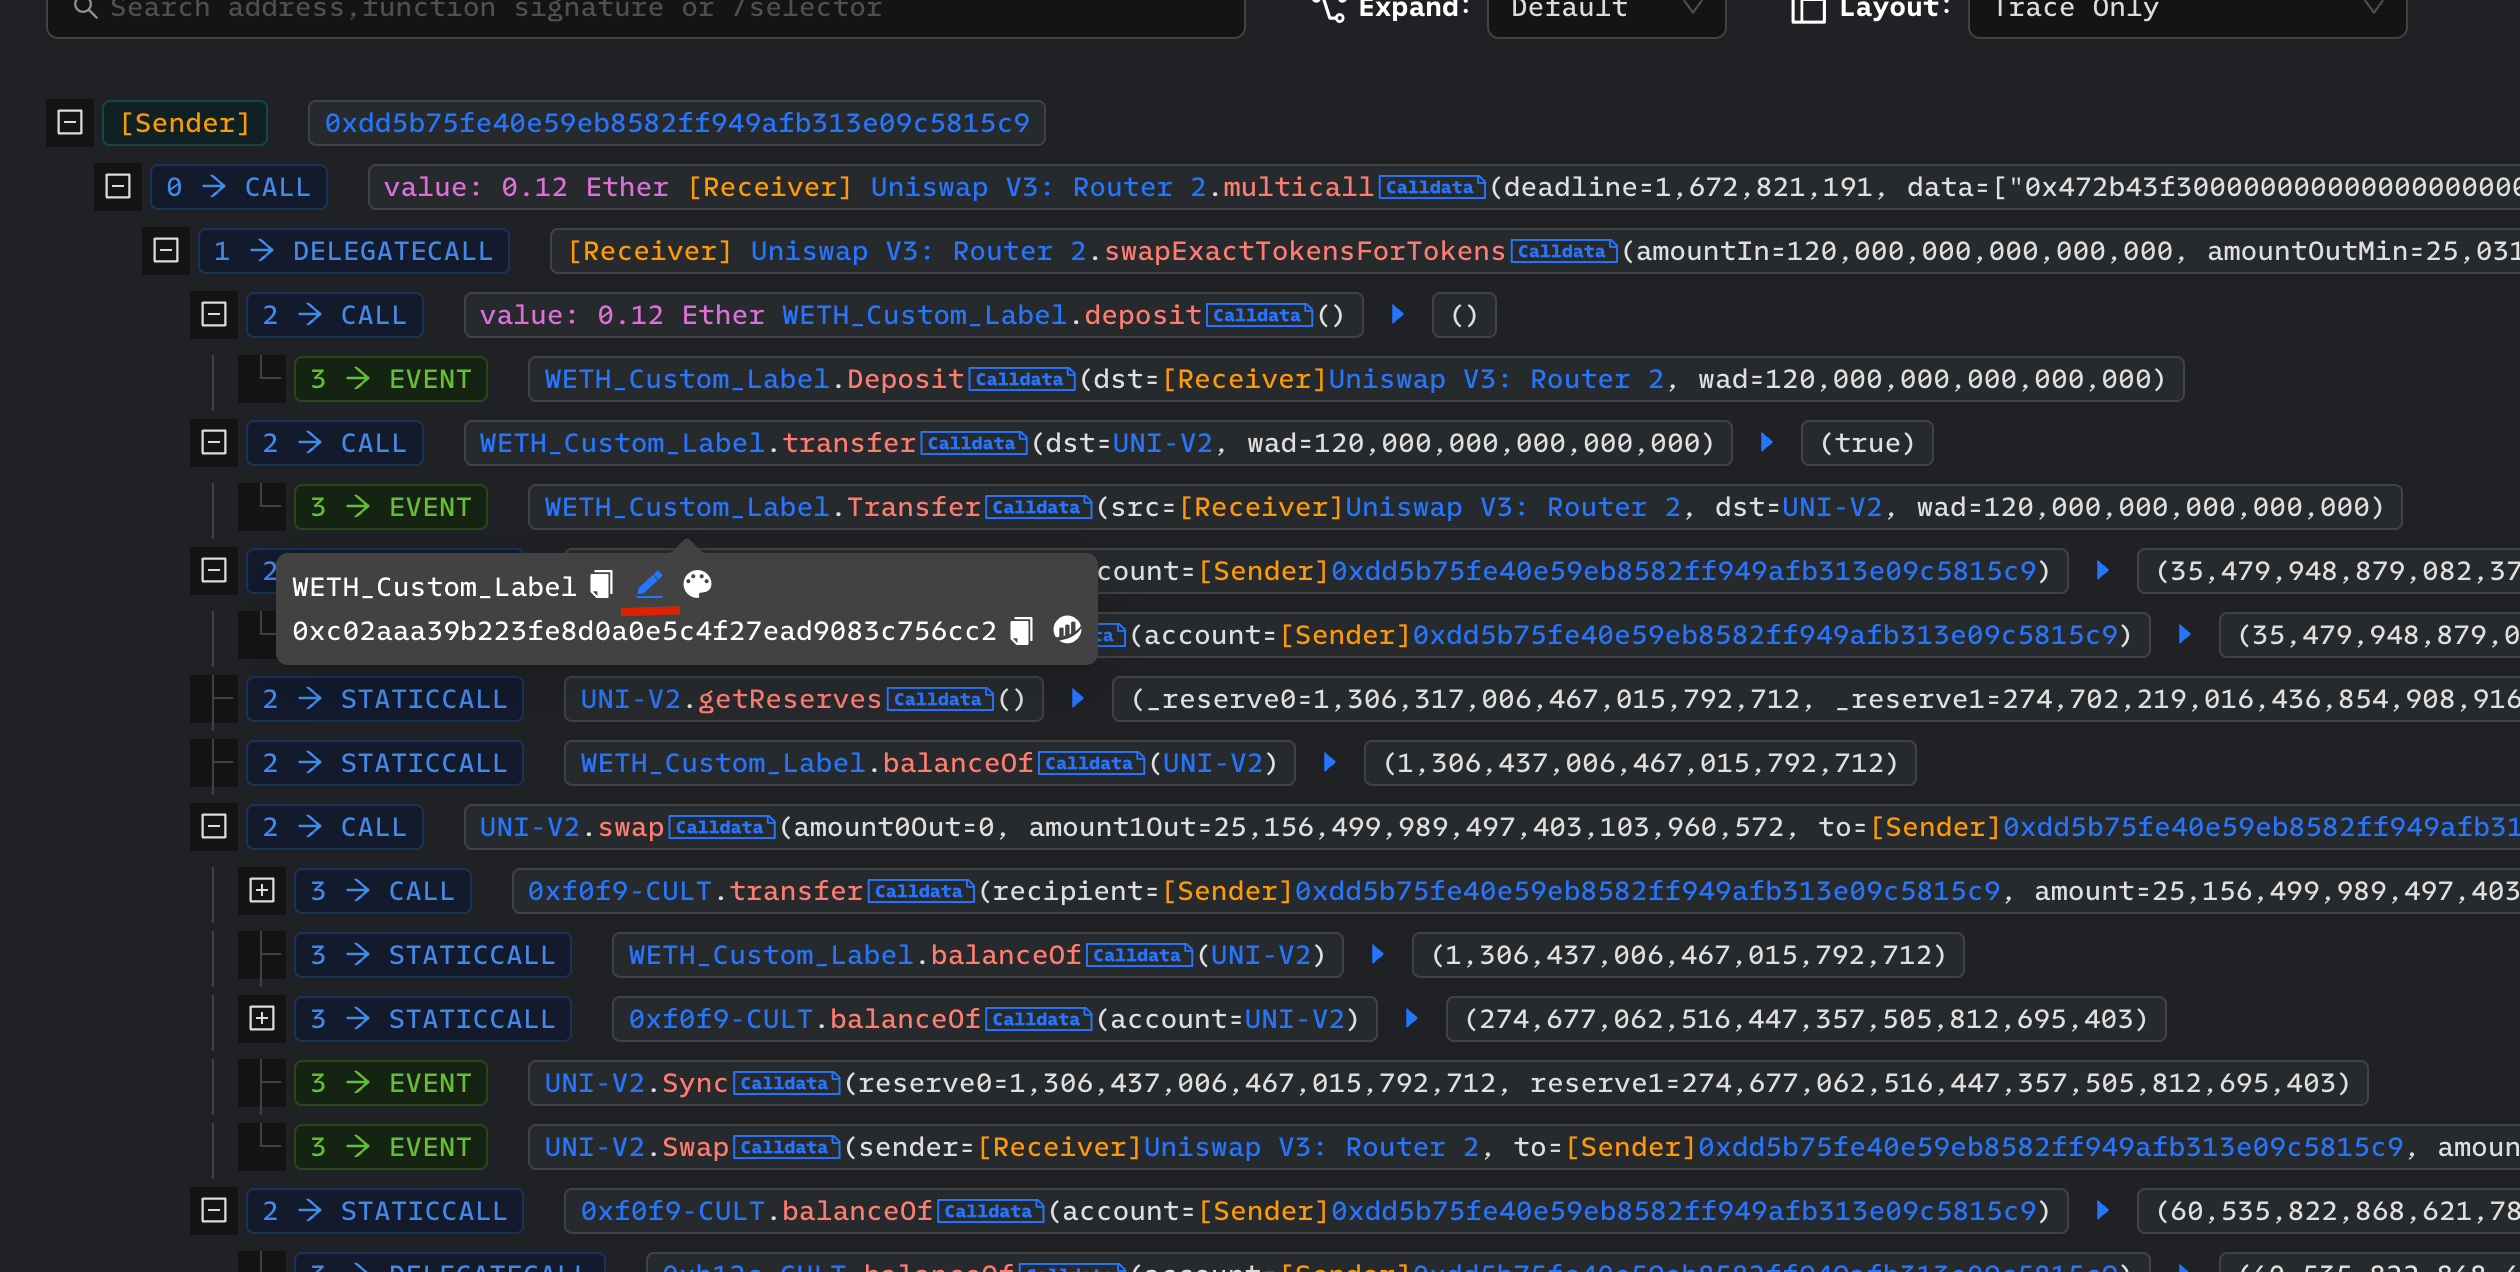 Search address,function signature or /selector Expand: Default Layout: Trace Only
[Sender] 0xdd5b75fe40e59eb8582ff949afb313e09c5815c9
0 → CALL value: 0.12 Ether [Receiver] Uniswap V3: Router 2.multicall Calldata (deadline=1,672,821,191, data=["0x472b43f3000000000000000000000
1 → DELEGATECALL [Receiver] Uniswap V3: Router 2.swapExactTokensForTokens Calldata (amountIn=120,000,000,000,000,000, amountOutMin=25,031
2 → CALL value: 0.12 Ether WETH_Custom_Label.deposit Calldata () ()
3 → EVENT WETH_Custom_Label.Deposit Calldata (dst=[Receiver]Uniswap V3: Router 2, wad=120,000,000,000,000,000)
2 → CALL WETH_Custom_Label.transfer Calldata (dst=UNI-V2, wad=120,000,000,000,000,000) (true)
3 → EVENT WETH_Custom_Label.Transfer Calldata (src=[Receiver]Uniswap V3: Router 2, dst=UNI-V2, wad=120,000,000,000,000,000)
2 count=[Sender]0xdd5b75fe40e59eb8582ff949afb313e09c5815c9) (35,479,948,879,082,37
WETH_Custom_Label
0xc02aaa39b223fe8d0a0e5c4f27ead9083c756cc2
ta (account=[Sender]0xdd5b75fe40e59eb8582ff949afb313e09c5815c9) (35,479,948,879,0
2 → STATICCALL UNI-V2.getReserves Calldata () (_reserve0=1,306,317,006,467,015,792,712, _reserve1=274,702,219,016,436,854,908,916
2 → STATICCALL WETH_Custom_Label.balanceOf Calldata (UNI-V2) (1,306,437,006,467,015,792,712)
2 → CALL UNI-V2.swap Calldata (amount0Out=0, amount1Out=25,156,499,989,497,403,103,960,572, to=[Sender]0xdd5b75fe40e59eb8582ff949afb31
3 → CALL 0xf0f9-CULT.transfer Calldata (recipient=[Sender]0xdd5b75fe40e59eb8582ff949afb313e09c5815c9, amount=25,156,499,989,497,403
3 → STATICCALL WETH_Custom_Label.balanceOf Calldata (UNI-V2) (1,306,437,006,467,015,792,712)
3 → STATICCALL 0xf0f9-CULT.balanceOf Calldata (account=UNI-V2) (274,677,062,516,447,357,505,812,695,403)
3 → EVENT UNI-V2.Sync Calldata (reserve0=1,306,437,006,467,015,792,712, reserve1=274,677,062,516,447,357,505,812,695,403)
3 → EVENT UNI-V2.Swap Calldata (sender=[Receiver]Uniswap V3: Router 2, to=[Sender]0xdd5b75fe40e59eb8582ff949afb313e09c5815c9, amoun
2 → STATICCALL 0xf0f9-CULT.balanceOf Calldata (account=[Sender]0xdd5b75fe40e59eb8582ff949afb313e09c5815c9) (60,535,822,868,621,78
3 → DELEGATECALL